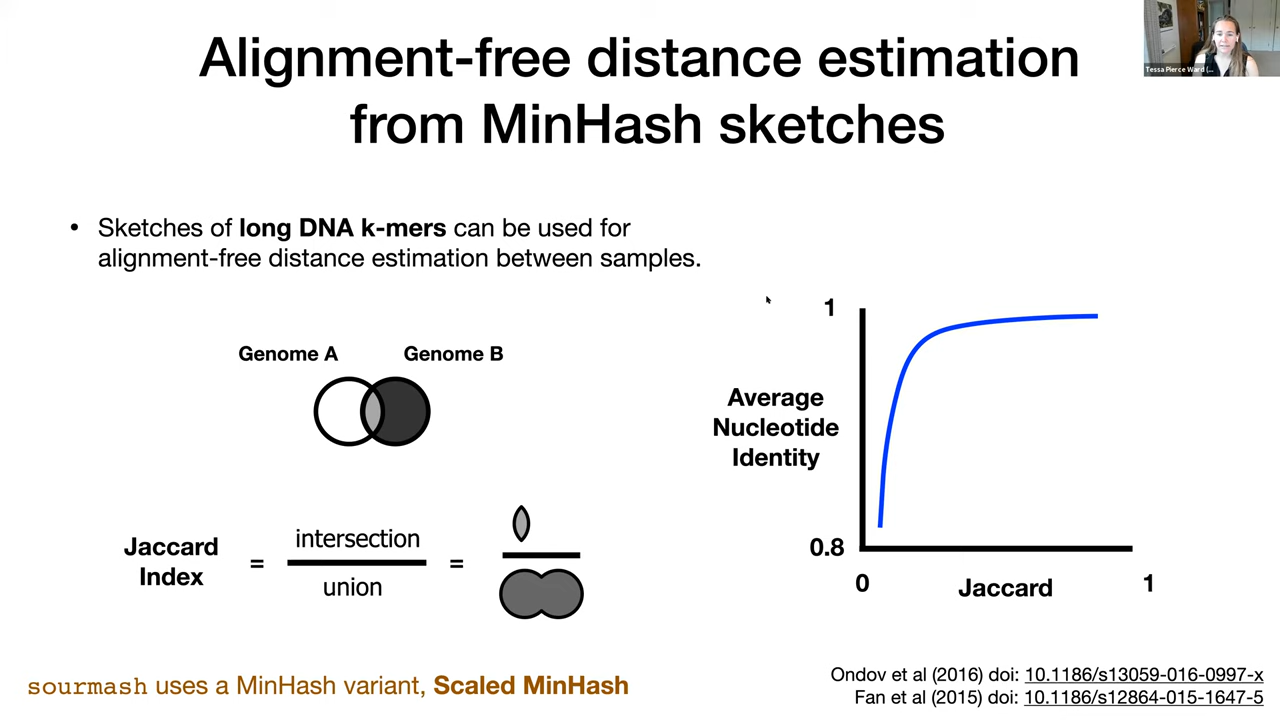 Alignment-free distance estimation
from MinHash sketches
Tessa Pierce Ward (...
• Sketches of long DNA k-mers can be used for
alignment-free distance estimation between samples.
Genome A Genome B
Jaccard
Index
=
intersection
union
=
1
Average
Nucleotide
Identity
0.8
0 Jaccard 1
sourmash uses a MinHash variant, Scaled MinHash
Ondov et al (2016) doi: 10.1186/s13059-016-0997-x
Fan et al (2015) doi: 10.1186/s12864-015-1647-5